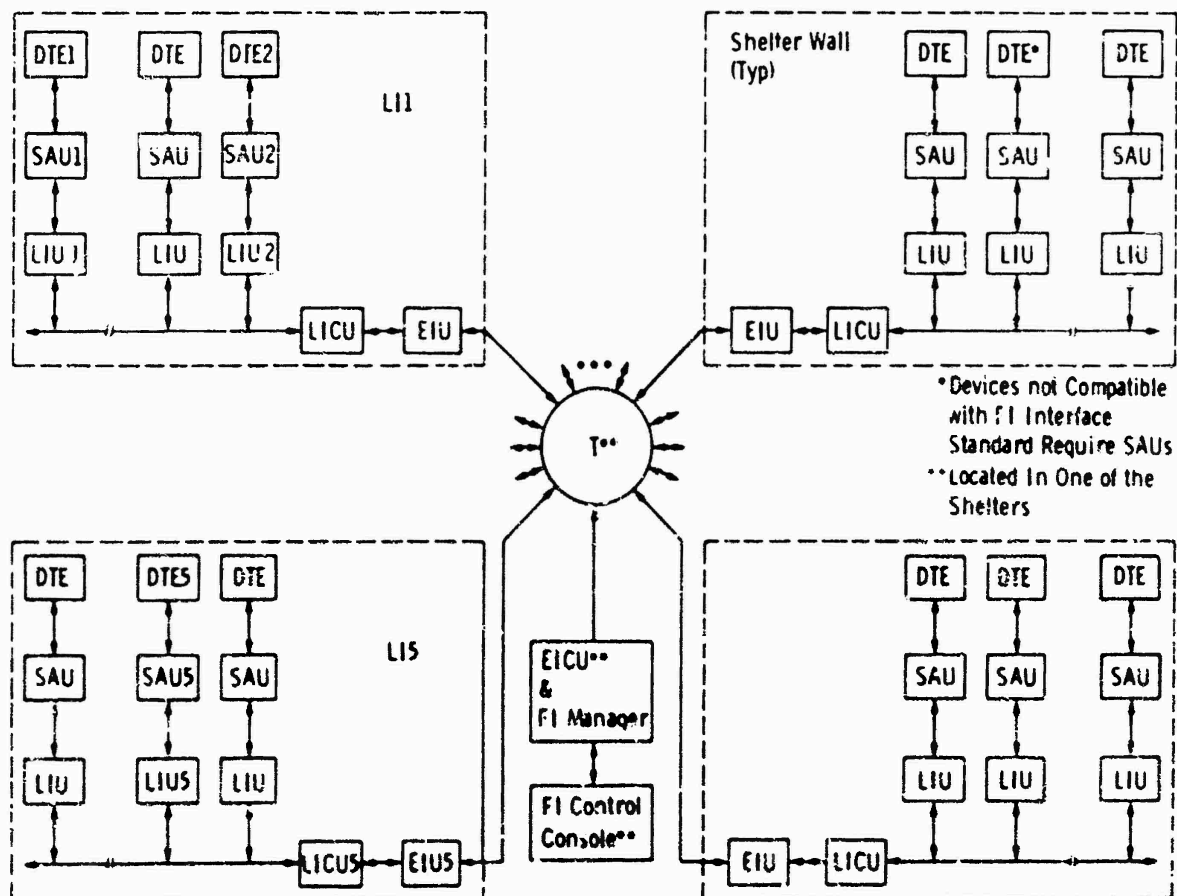 DTE1 DTE DTE2
LI1
SAU1 SAU SAU2
LIU1 LIU LIU2
LICU EIU
Shelter Wall
(Typ)
DTE DTE* DTE
SAU SAU SAU
LIU LIU LIU
EIU LICU
*Devices not Compatible
with FI Interface
Standard Require SAUs
**Located In One of the
Shelters
T**
DTE DTE5 DTE
LI5
SAU SAU5 SAU
LIU LIU5 LIU
LICU5 EIU5
EICU**
&
FI Manager
FI Control
Console**
DTE DTE DTE
SAU SAU SAU
LIU LIU LIU
EIU LICU